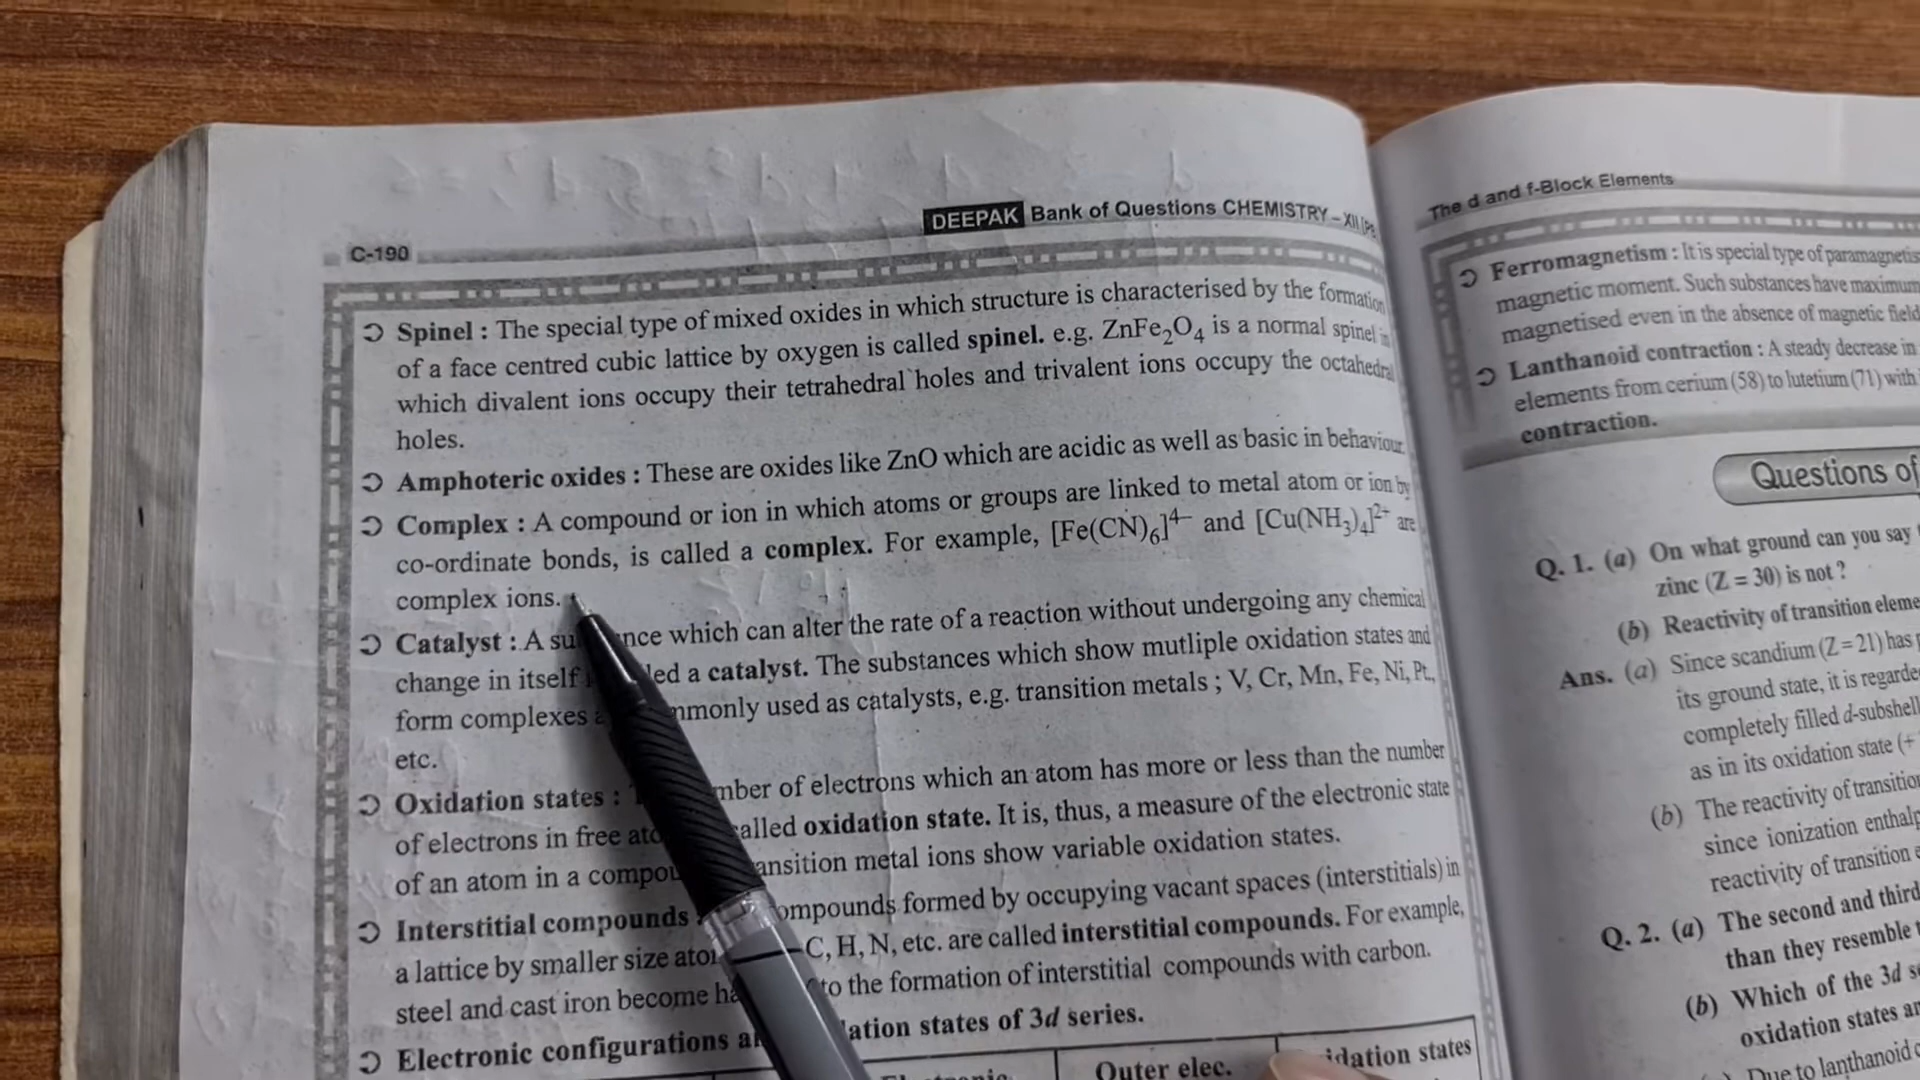 C-190
DEEPAK Bank of Questions CHEMISTRY – XII
Spinel : The special type of mixed oxides in which structure is characterised by the formation
of a face centred cubic lattice by oxygen is called spinel. e.g. ZnFe₂O₄ is a normal spinel in
which divalent ions occupy their tetrahedral holes and trivalent ions occupy the octahedral
holes.
Amphoteric oxides : These are oxides like ZnO which are acidic as well as basic in behaviour.
Complex : A compound or ion in which atoms or groups are linked to metal atom or ion by
co-ordinate bonds, is called a complex. For example, [Fe(CN)₆]⁴⁻ and [Cu(NH₃)₄]²⁺ are
complex ions.
Catalyst : A su nce which can alter the rate of a reaction without undergoing any chemical
change in itself led a catalyst. The substances which show mutliple oxidation states and
form complexes mmonly used as catalysts, e.g. transition metals ; V, Cr, Mn, Fe, Ni, Pt,
etc.
Oxidation states : mber of electrons which an atom has more or less than the number
of electrons in free ato called oxidation state. It is, thus, a measure of the electronic state
of an atom in a compou ansition metal ions show variable oxidation states.
Interstitial compounds : ompounds formed by occupying vacant spaces (interstitials) in
a lattice by smaller size ato C, H, N, etc. are called interstitial compounds. For example,
steel and cast iron become ha to the formation of interstitial compounds with carbon.
Electronic configurations a dation states of 3d series.
Outer elec. idation states
The d and f-Block Elements
Ferromagnetism : It is special type of paramagnetis
magnetic moment. Such substances have maximum
magnetised even in the absence of magnetic field
Lanthanoid contraction : A steady decrease in
elements from cerium (58) to lutetium (71) with
contraction.
Questions of
Q. 1. (a) On what ground can you say
zinc (Z = 30) is not ?
(b) Reactivity of transition eleme
Ans. (a) Since scandium (Z = 21) has
its ground state, it is regarde
completely filled d-subshell
as in its oxidation state (+
(b) The reactivity of transition
since ionization enthalp
reactivity of transition e
Q. 2. (a) The second and third
than they resemble
(b) Which of the 3d s
oxidation states ar
Due to lanthanoid c